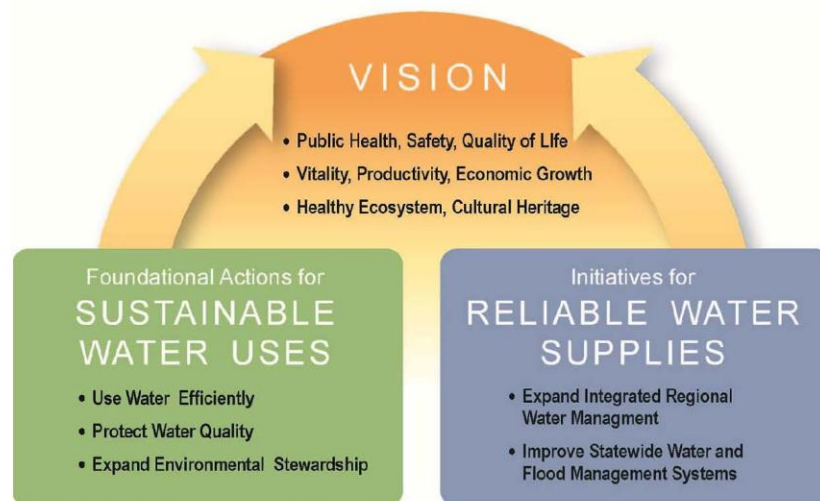 VISION
• Public Health, Safety, Quality of LIfe
• Vitality, Productivity, Economic Growth
• Healthy Ecosystem, Cultural Heritage
Foundational Actions for
SUSTAINABLE
WATER USES
• Use Water Efficiently
• Protect Water Quality
• Expand Environmental Stewardship
Initiatives for
RELIABLE WATER
SUPPLIES
• Expand Integrated Regional
Water Managment
• Improve Statewide Water and
Flood Management Systems